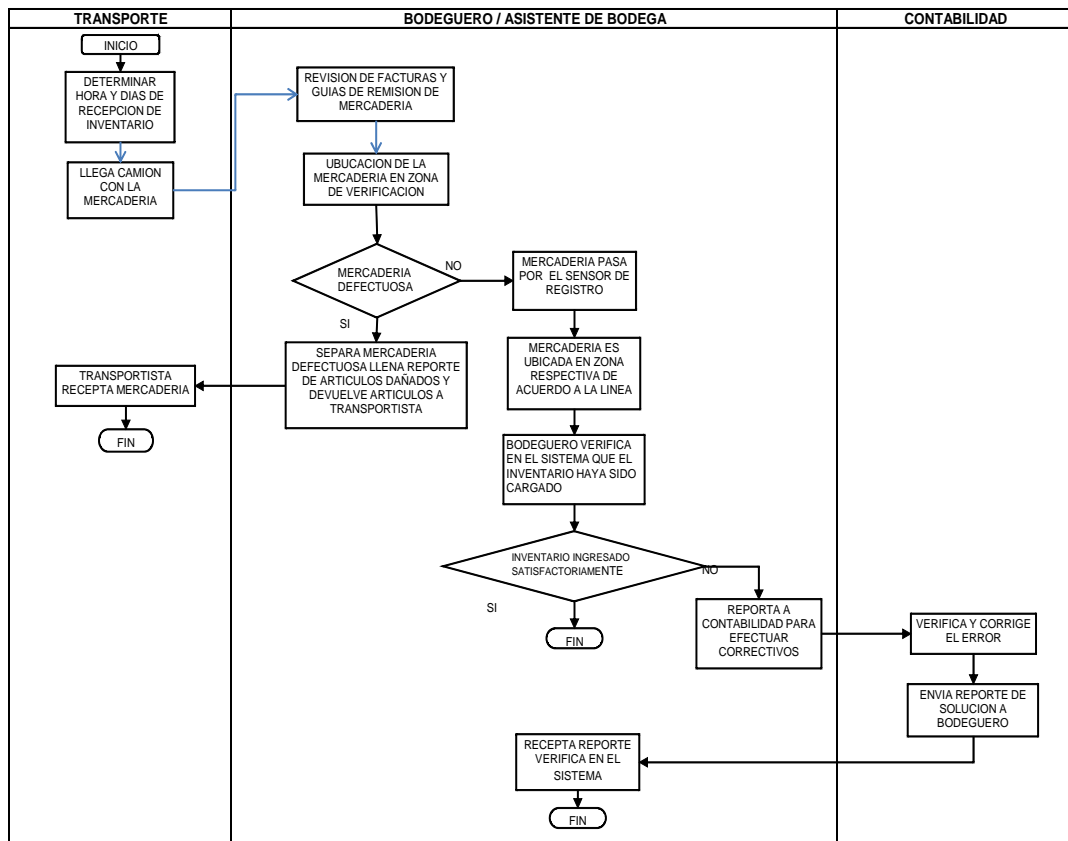 TRANSPORTE
BODEGUERO / ASISTENTE DE BODEGA
CONTABILIDAD
INICIO
DETERMINAR
HORA Y DIAS DE
RECEPCION DE
INVENTARIO
LLEGA CAMION
CON LA
MERCADERIA
REVISION DE FACTURAS Y
GUIAS DE REMISION DE
MERCADERIA
UBUCACION DE LA
MERCADERIA EN ZONA
DE VERIFICACION
MERCADERIA
DEFECTUOSA
NO
SI
MERCADERIA PASA
POR EL SENSOR DE
REGISTRO
SEPARA MERCADERIA
DEFECTUOSA LLENA REPORTE
DE ARTICULOS DAÑADOS Y
DEVUELVE ARTICULOS A
TRANSPORTISTA
TRANSPORTISTA
RECEPTA MERCADERIA
FIN
MERCADERIA ES
UBICADA EN ZONA
RESPECTIVA DE
ACUERDO A LA LINEA
BODEGUERO VERIFICA
EN EL SISTEMA QUE EL
INVENTARIO HAYA SIDO
CARGADO
INVENTARIO INGRESADO
SATISFACTORIAMENTE
NO
SI
FIN
REPORTA A
CONTABILIDAD PARA
EFECTUAR
CORRECTIVOS
VERIFICA Y CORRIGE
EL ERROR
ENVIA REPORTE DE
SOLUCION A
BODEGUERO
RECEPTA REPORTE
VERIFICA EN EL
SISTEMA
FIN